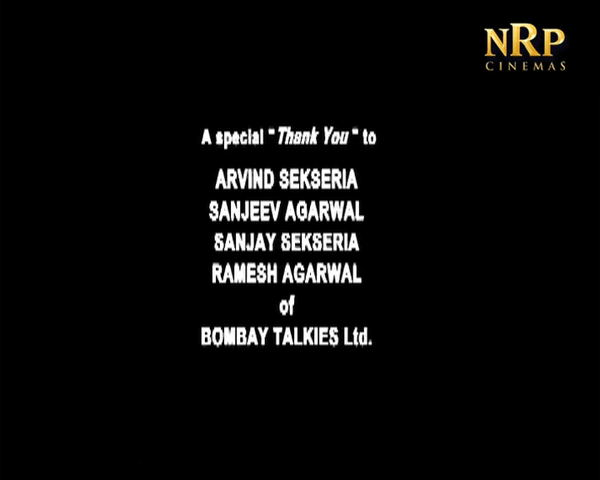 NRP
CINEMAS
A special "Thank You" to
ARVIND SEKSERIA
SANJEEV AGARWAL
SANJAY SEKSERIA
RAMESH AGARWAL
of
BOMBAY TALKIES Ltd.